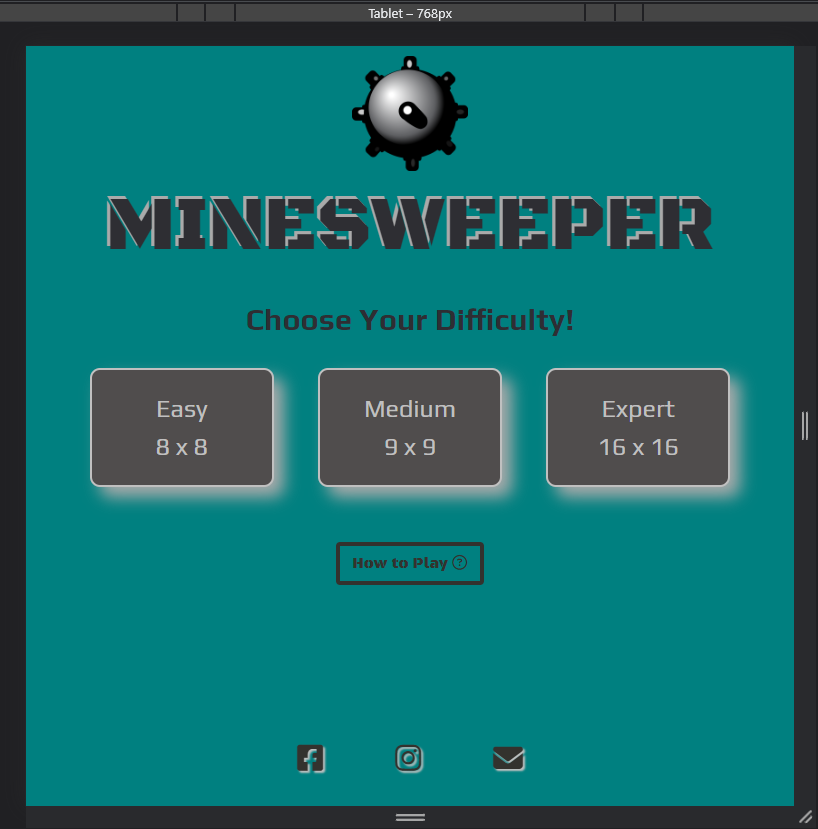 Tablet – 768px
MINESWEEPER
Choose Your Difficulty!
Easy
8 x 8
Medium
9 x 9
Expert
16 x 16
How to Play ?